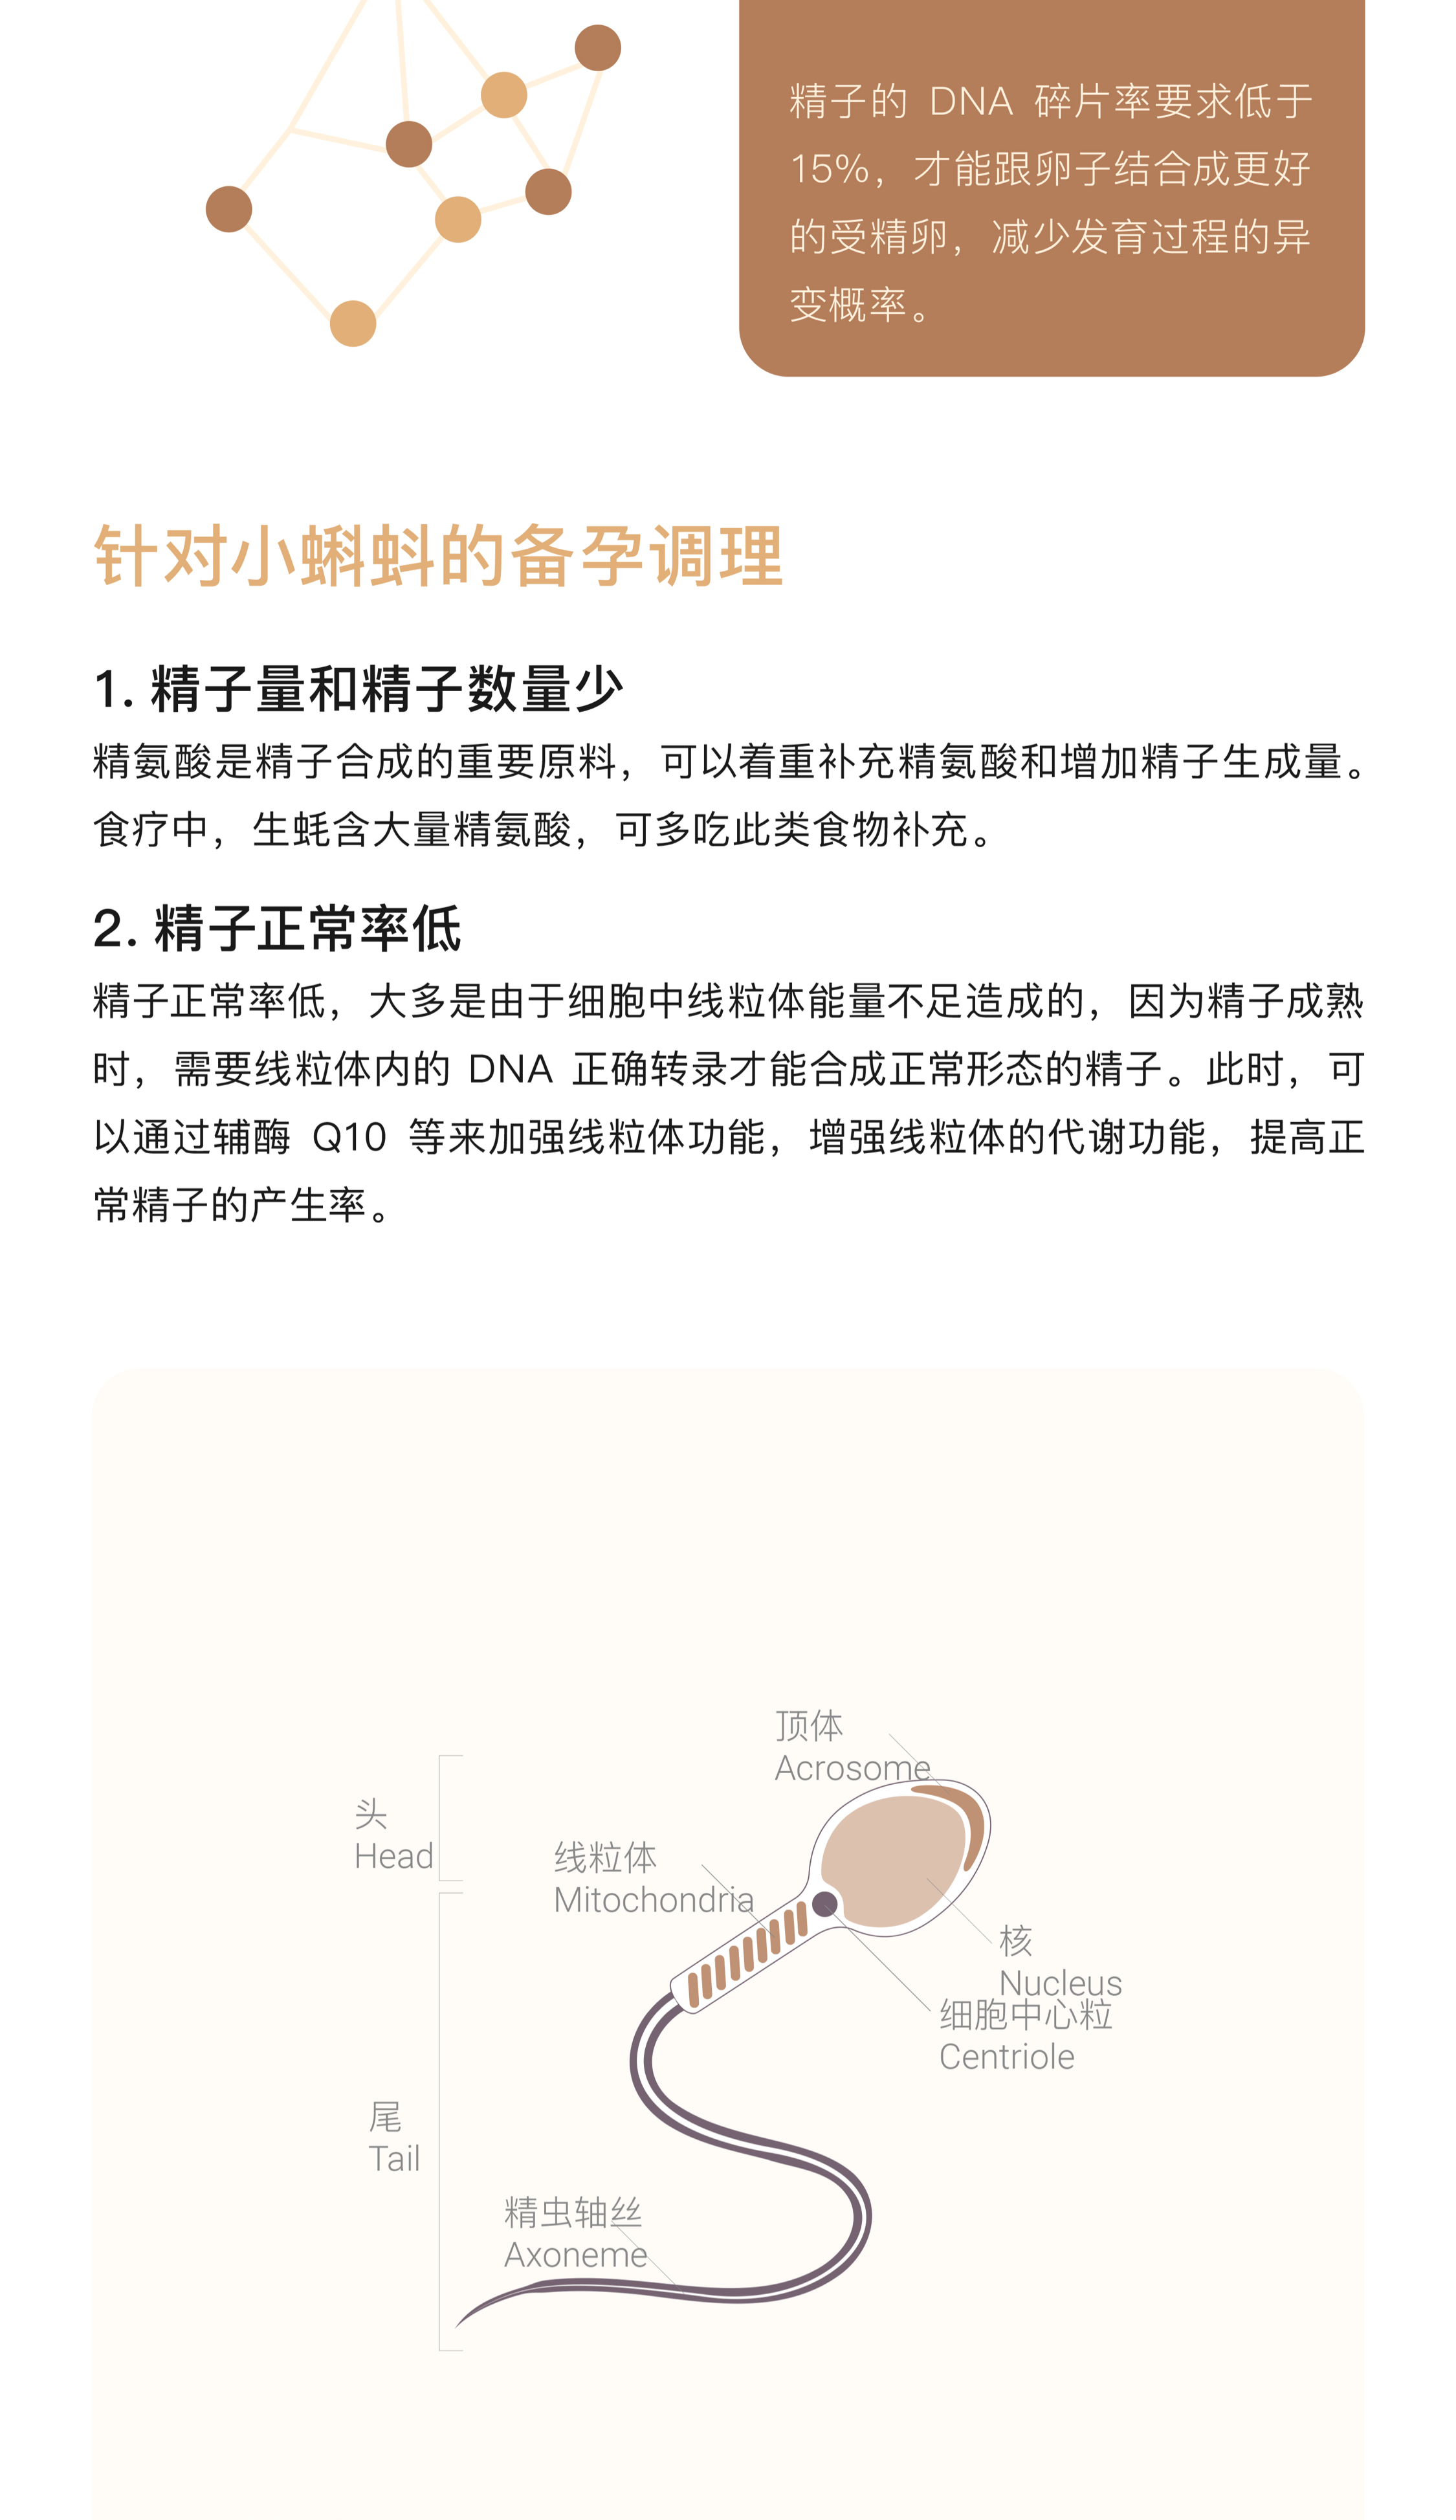 精子的 DNA 碎片率要求低于
15%，才能跟卵子结合成更好
的受精卵，减少发育过程的异
变概率。
针对小蝌蚪的备孕调理
1. 精子量和精子数量少
精氨酸是精子合成的重要原料，可以着重补充精氨酸和增加精子生成量。
食疗中，生蚝含大量精氨酸，可多吃此类食物补充。
2. 精子正常率低
精子正常率低，大多是由于细胞中线粒体能量不足造成的，因为精子成熟
时，需要线粒体内的 DNA 正确转录才能合成正常形态的精子。此时，可
以通过辅酶 Q10 等来加强线粒体功能，增强线粒体的代谢功能，提高正
常精子的产生率。
顶体
Acrosome
头
Head
线粒体
Mitochondria
核
Nucleus
细胞中心粒
Centriole
尾
Tail
精虫轴丝
Axoneme